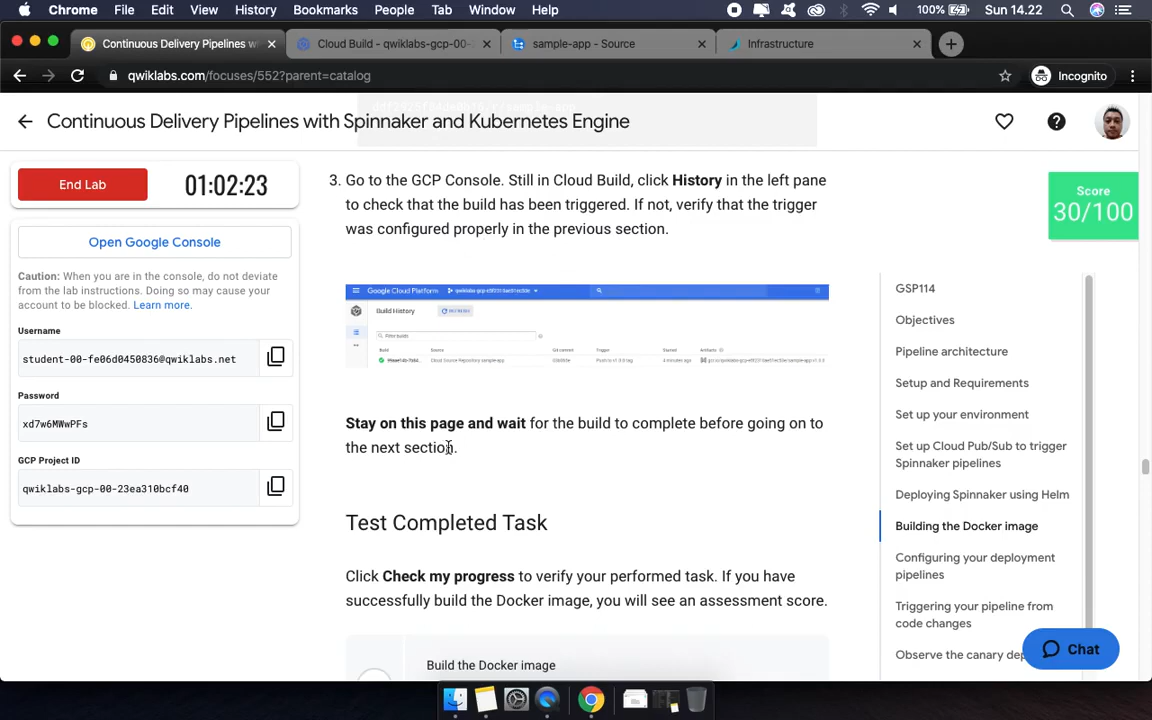 Chrome File Edit View History Bookmarks People Tab Window Help 100% Sun 14.22
Continuous Delivery Pipelines wi
Cloud Build - qwiklabs-gcp-00-
sample-app - Source
Infrastructure
qwiklabs.com/focuses/552?parent=catalog
Incognito
Continuous Delivery Pipelines with Spinnaker and Kubernetes Engine
End Lab
01:02:23
Open Google Console
Caution: When you are in the console, do not deviate
from the lab instructions. Doing so may cause your
account to be blocked. Learn more.
Username
student-00-fe06d0450836@qwiklabs.net
Password
xd7w6MWwPFs
GCP Project ID
qwiklabs-gcp-00-23ea310bcf40
3. Go to the GCP Console. Still in Cloud Build, click History in the left pane
to check that the build has been triggered. If not, verify that the trigger
was configured properly in the previous section.
Google Cloud Platform
Build History
Stay on this page and wait for the build to complete before going on to
the next section.
Test Completed Task
Click Check my progress to verify your performed task. If you have
successfully build the Docker image, you will see an assessment score.
Build the Docker image
Score
30/100
GSP114
Objectives
Pipeline architecture
Setup and Requirements
Set up your environment
Set up Cloud Pub/Sub to trigger
Spinnaker pipelines
Deploying Spinnaker using Helm
Building the Docker image
Configuring your deployment
pipelines
Triggering your pipeline from
code changes
Observe the canary dep
Chat